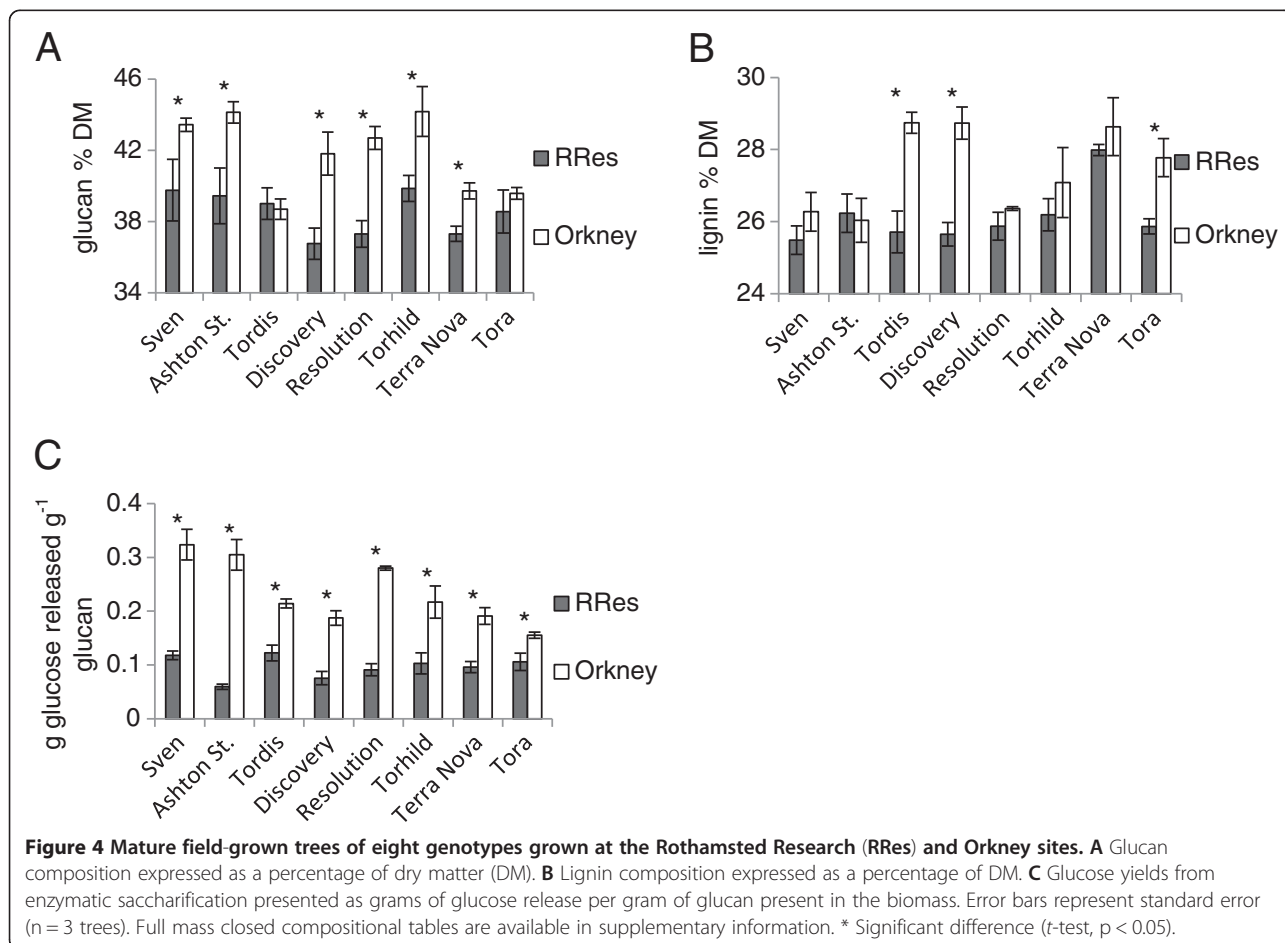 A
glucan % DM
46
42
38
34
*
*
*
*
*
*
RRes
Orkney
Sven
Ashton St.
Tordis
Discovery
Resolution
Torhild
Terra Nova
Tora
B
lignin % DM
30
28
26
24
*
*
*
RRes
Orkney
Sven
Ashton St.
Tordis
Discovery
Resolution
Torhild
Terra Nova
Tora
C
g glucose released g⁻¹
glucan
0.4
0.3
0.2
0.1
0
*
*
*
*
*
*
*
*
RRes
Orkney
Sven
Ashton St.
Tordis
Discovery
Resolution
Torhild
Terra Nova
Tora
Figure 4 Mature field-grown trees of eight genotypes grown at the Rothamsted Research (RRes) and Orkney sites. A Glucan
composition expressed as a percentage of dry matter (DM). B Lignin composition expressed as a percentage of DM. C Glucose yields from
enzymatic saccharification presented as grams of glucose release per gram of glucan present in the biomass. Error bars represent standard error
(n = 3 trees). Full mass closed compositional tables are available in supplementary information. * Significant difference (t-test, p < 0.05).